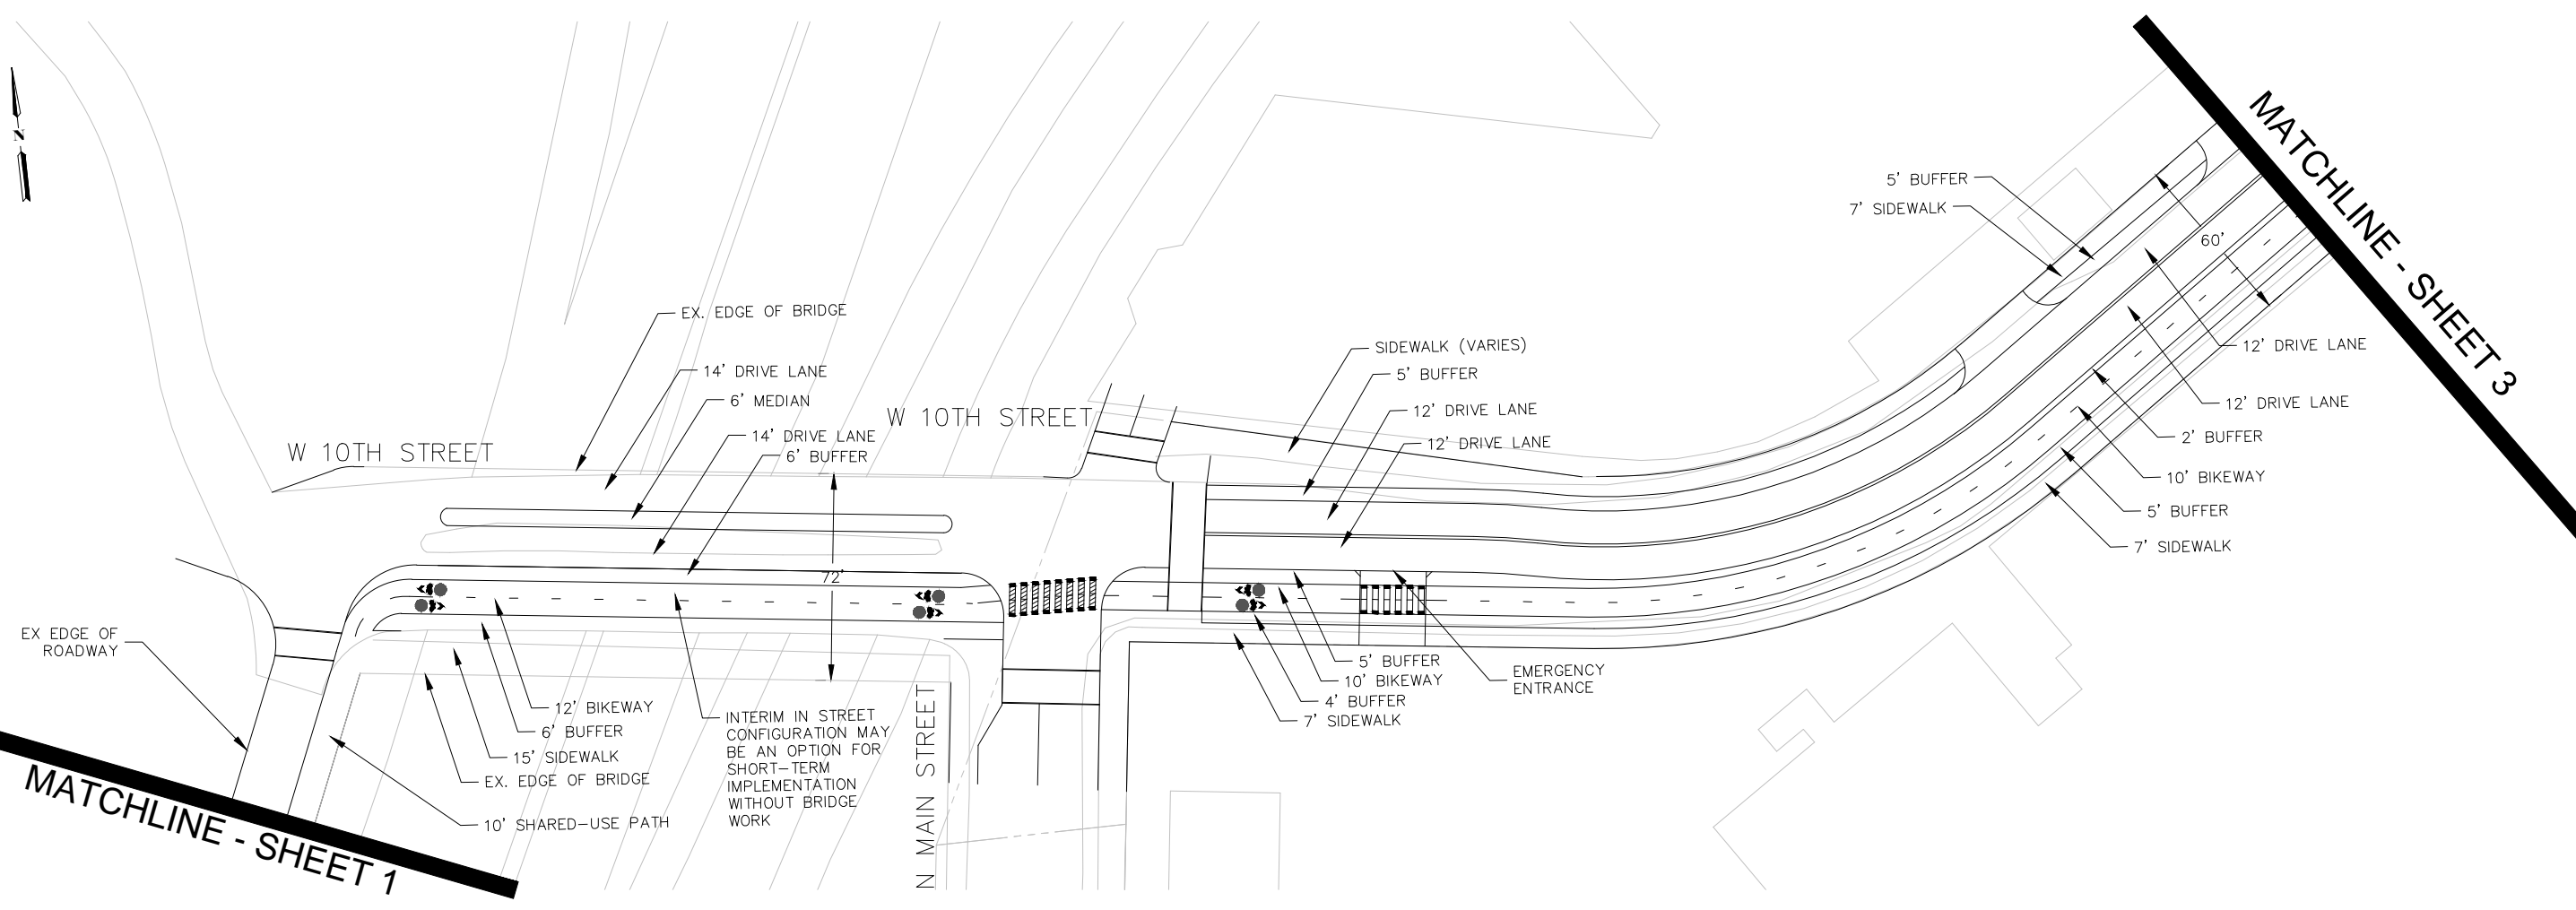 N
MATCHLINE - SHEET 3
5' BUFFER
7' SIDEWALK
60'
EX. EDGE OF BRIDGE
14' DRIVE LANE
6' MEDIAN
W 10TH STREET
14' DRIVE LANE
6' BUFFER
W 10TH STREET
SIDEWALK (VARIES)
5' BUFFER
12' DRIVE LANE
12' DRIVE LANE
12' DRIVE LANE
12' DRIVE LANE
2' BUFFER
10' BIKEWAY
5' BUFFER
7' SIDEWALK
72'
EX EDGE OF
ROADWAY
12' BIKEWAY
6' BUFFER
15' SIDEWALK
EX. EDGE OF BRIDGE
10' SHARED-USE PATH
INTERIM IN STREET
CONFIGURATION MAY
BE AN OPTION FOR
SHORT-TERM
IMPLEMENTATION
WITHOUT BRIDGE
WORK
N MAIN STREET
5' BUFFER
10' BIKEWAY
4' BUFFER
7' SIDEWALK
EMERGENCY
ENTRANCE
MATCHLINE - SHEET 1